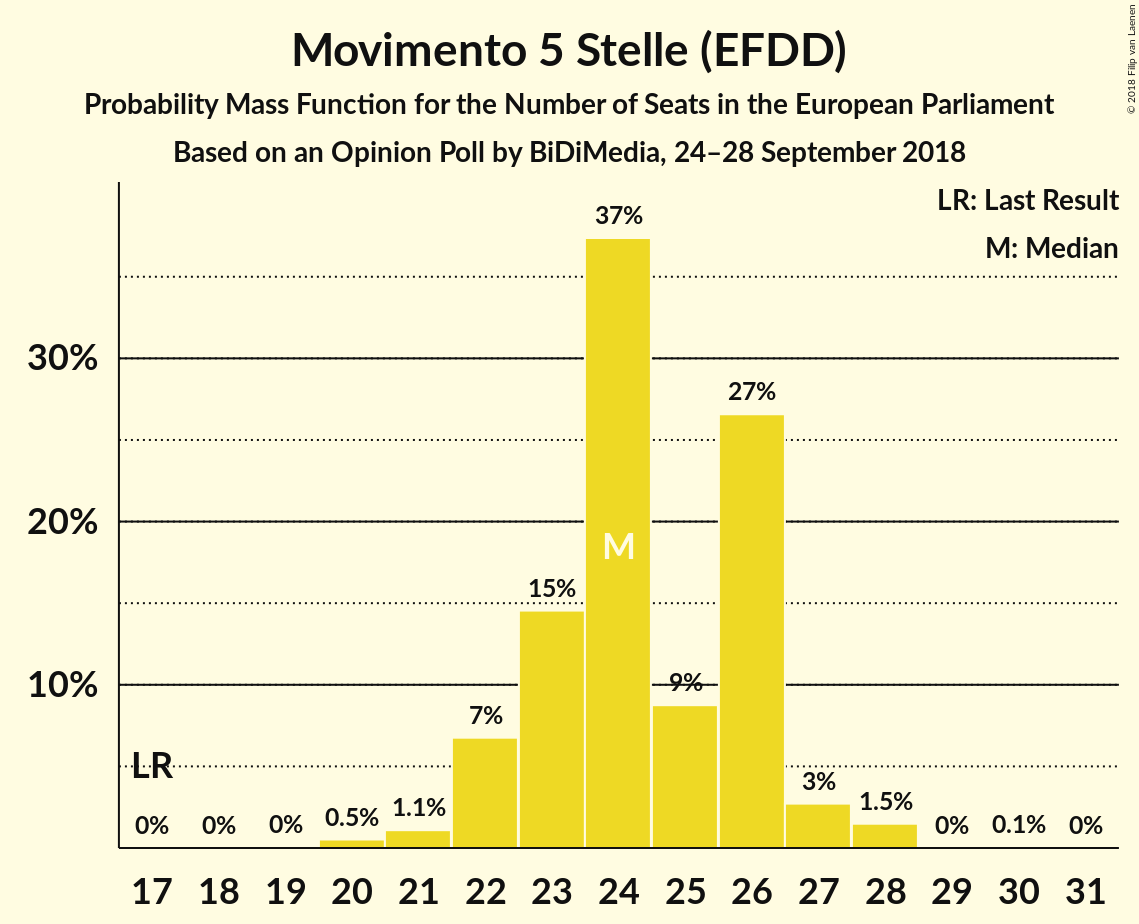 Movimento 5 Stelle (EFDD)
Probability Mass Function for the Number of Seats in the European Parliament
Based on an Opinion Poll by BiDiMedia, 24–28 September 2018
© 2018 Filip van Laenen
LR: Last Result
M: Median
37%
30%
27%
20%
M
15%
10%
9%
7%
LR
3%
0% 0% 0% 0.5% 1.1% 1.5% 0% 0.1% 0%
17 18 19 20 21 22 23 24 25 26 27 28 29 30 31